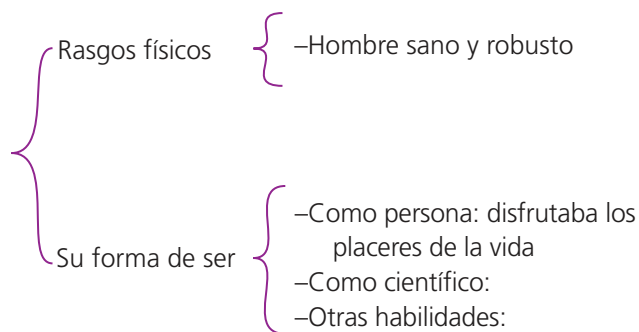 Rasgos físicos
–Hombre sano y robusto
Su forma de ser
–Como persona: disfrutaba los
placeres de la vida
–Como científico:
–Otras habilidades: